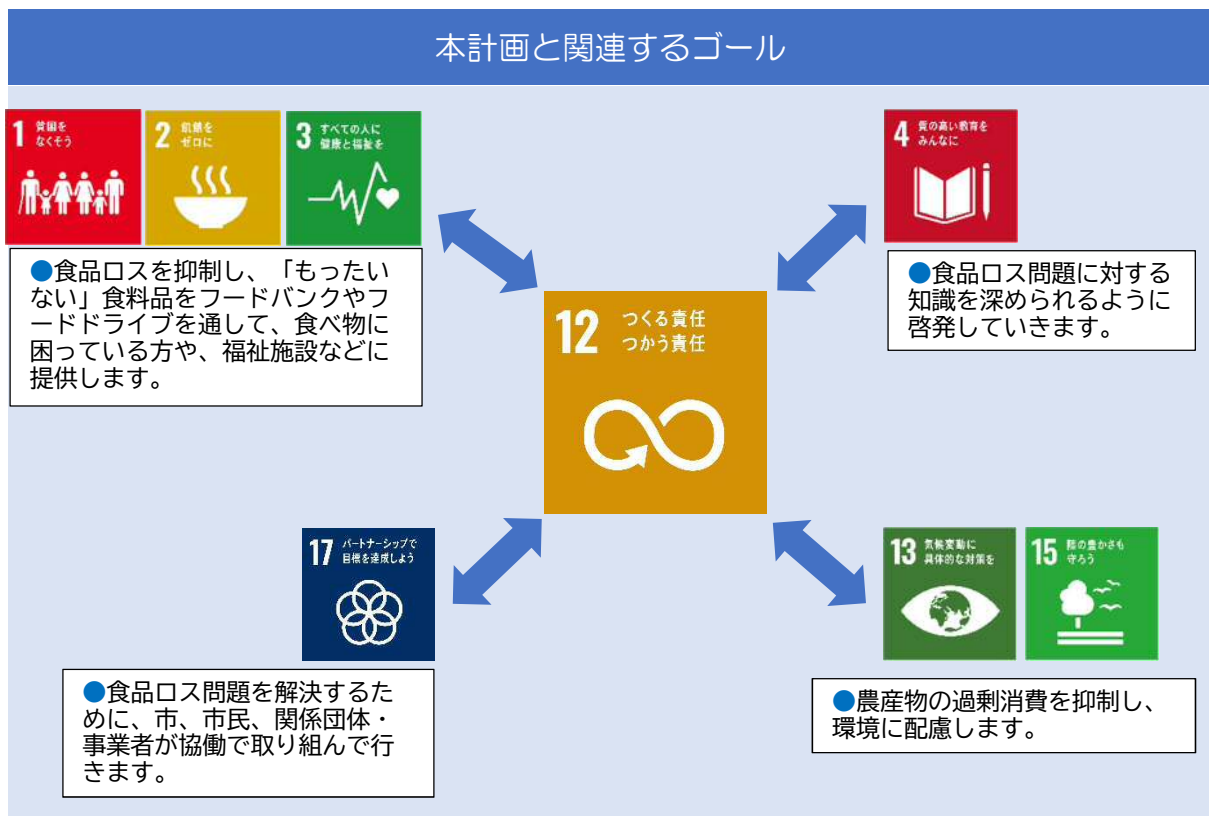 本計画と関連するゴール
1 貧困を
なくそう
2 飢餓を
ゼロに
3 すべての人に
健康と福祉を
4 質の高い教育を
みんなに
●食品ロスを抑制し、「もったい
ない」食料品をフードバンクやフ
ードドライブを通して、食べ物に
困っている方や、福祉施設などに
提供します。
●食品ロス問題に対する
知識を深められるように
啓発していきます。
12 つくる責任
つかう責任
17 パートナーシップで
目標を達成しよう
13 気候変動に
具体的な対策を
15 陸の豊かさも
守ろう
●食品ロス問題を解決するた
めに、市、市民、関係団体・
事業者が協働で取り組んで行
きます。
●農産物の過剰消費を抑制し、
環境に配慮します。